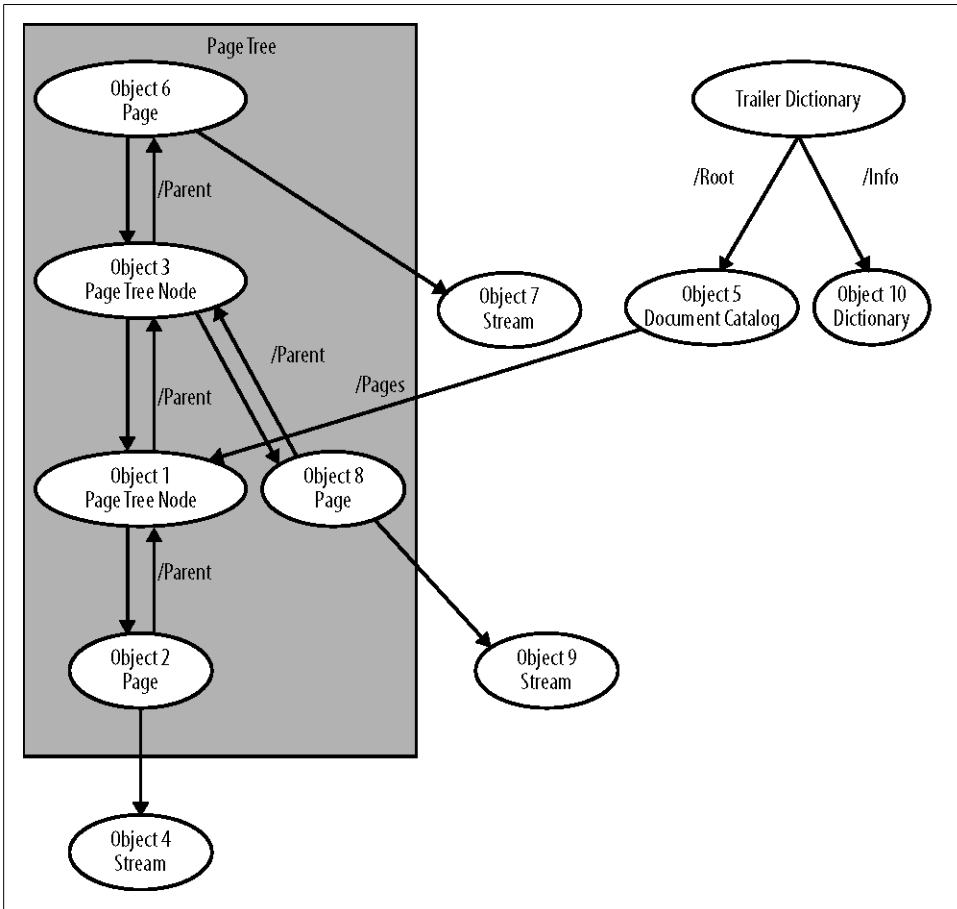 Page Tree
Object 6
Page
Trailer Dictionary
/Parent
/Root
/Info
Object 3
Page Tree Node
Object 7
Stream
Object 5
Document Catalog
Object 10
Dictionary
/Parent
/Parent
/Pages
Object 1
Page Tree Node
Object 8
Page
/Parent
Object 2
Page
Object 9
Stream
Object 4
Stream